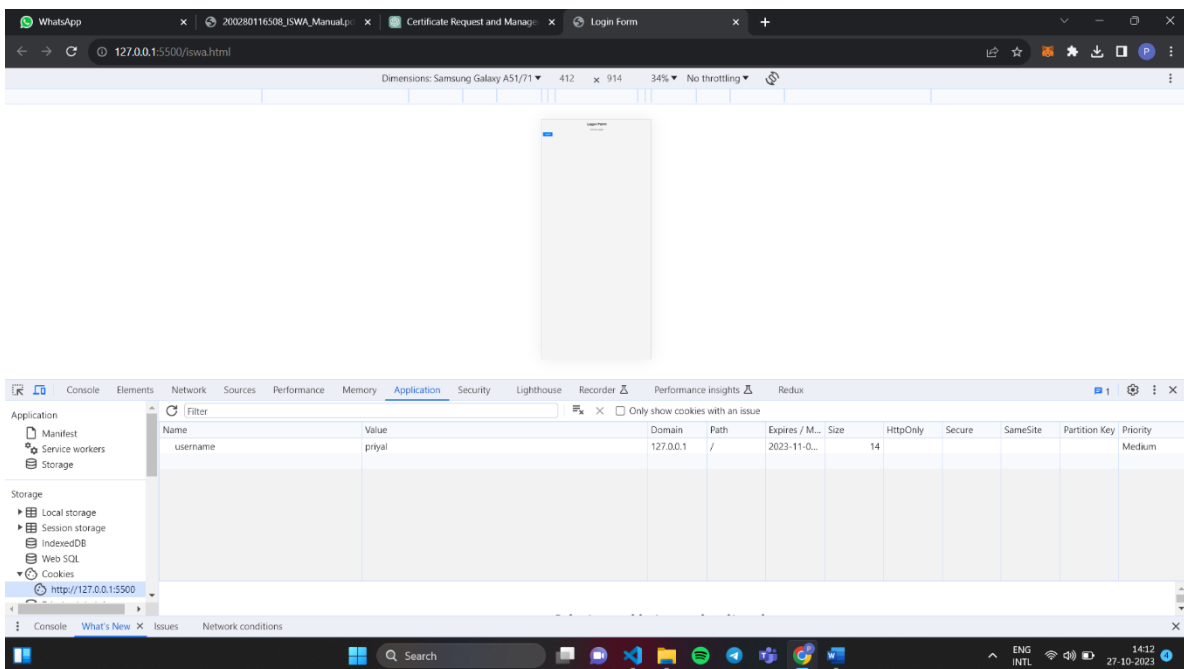 WhatsApp
200280116508_ISWA_Manual.pd
Certificate Request and Manage
Login Form
127.0.0.1:5500/iswa.html
P
Dimensions: Samsung Galaxy A51/71 ▼ 412 x 914 34% ▼ No throttling ▼
Login Form
Console Elements Network Sources Performance Memory Application Security Lighthouse Recorder Performance insights Redux 1
Application
Manifest
Service workers
Storage
Storage
Local storage
Session storage
IndexedDB
Web SQL
Cookies
http://127.0.0.1:5500
Filter Only show cookies with an issue
Name Value Domain Path Expires / M... Size HttpOnly Secure SameSite Partition Key Priority
username priyal 127.0.0.1 / 2023-11-0... 14 Medium
Console What's New Issues Network conditions
Search
ENG
INTL
14:12
27-10-2023
4